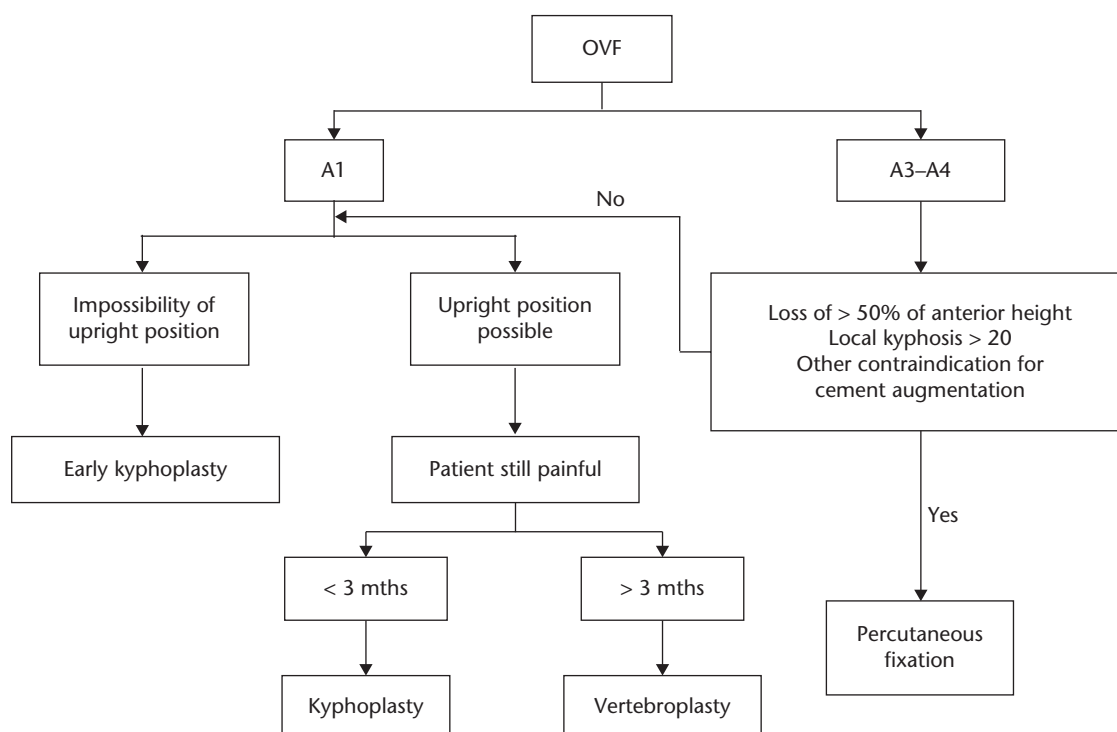 OVF
A1
A3–A4
No
Impossibility of
upright position
Upright position
possible
Loss of > 50% of anterior height
Local kyphosis > 20
Other contraindication for
cement augmentation
Early kyphoplasty
Patient still painful
Yes
< 3 mths
> 3 mths
Percutaneous
fixation
Kyphoplasty
Vertebroplasty